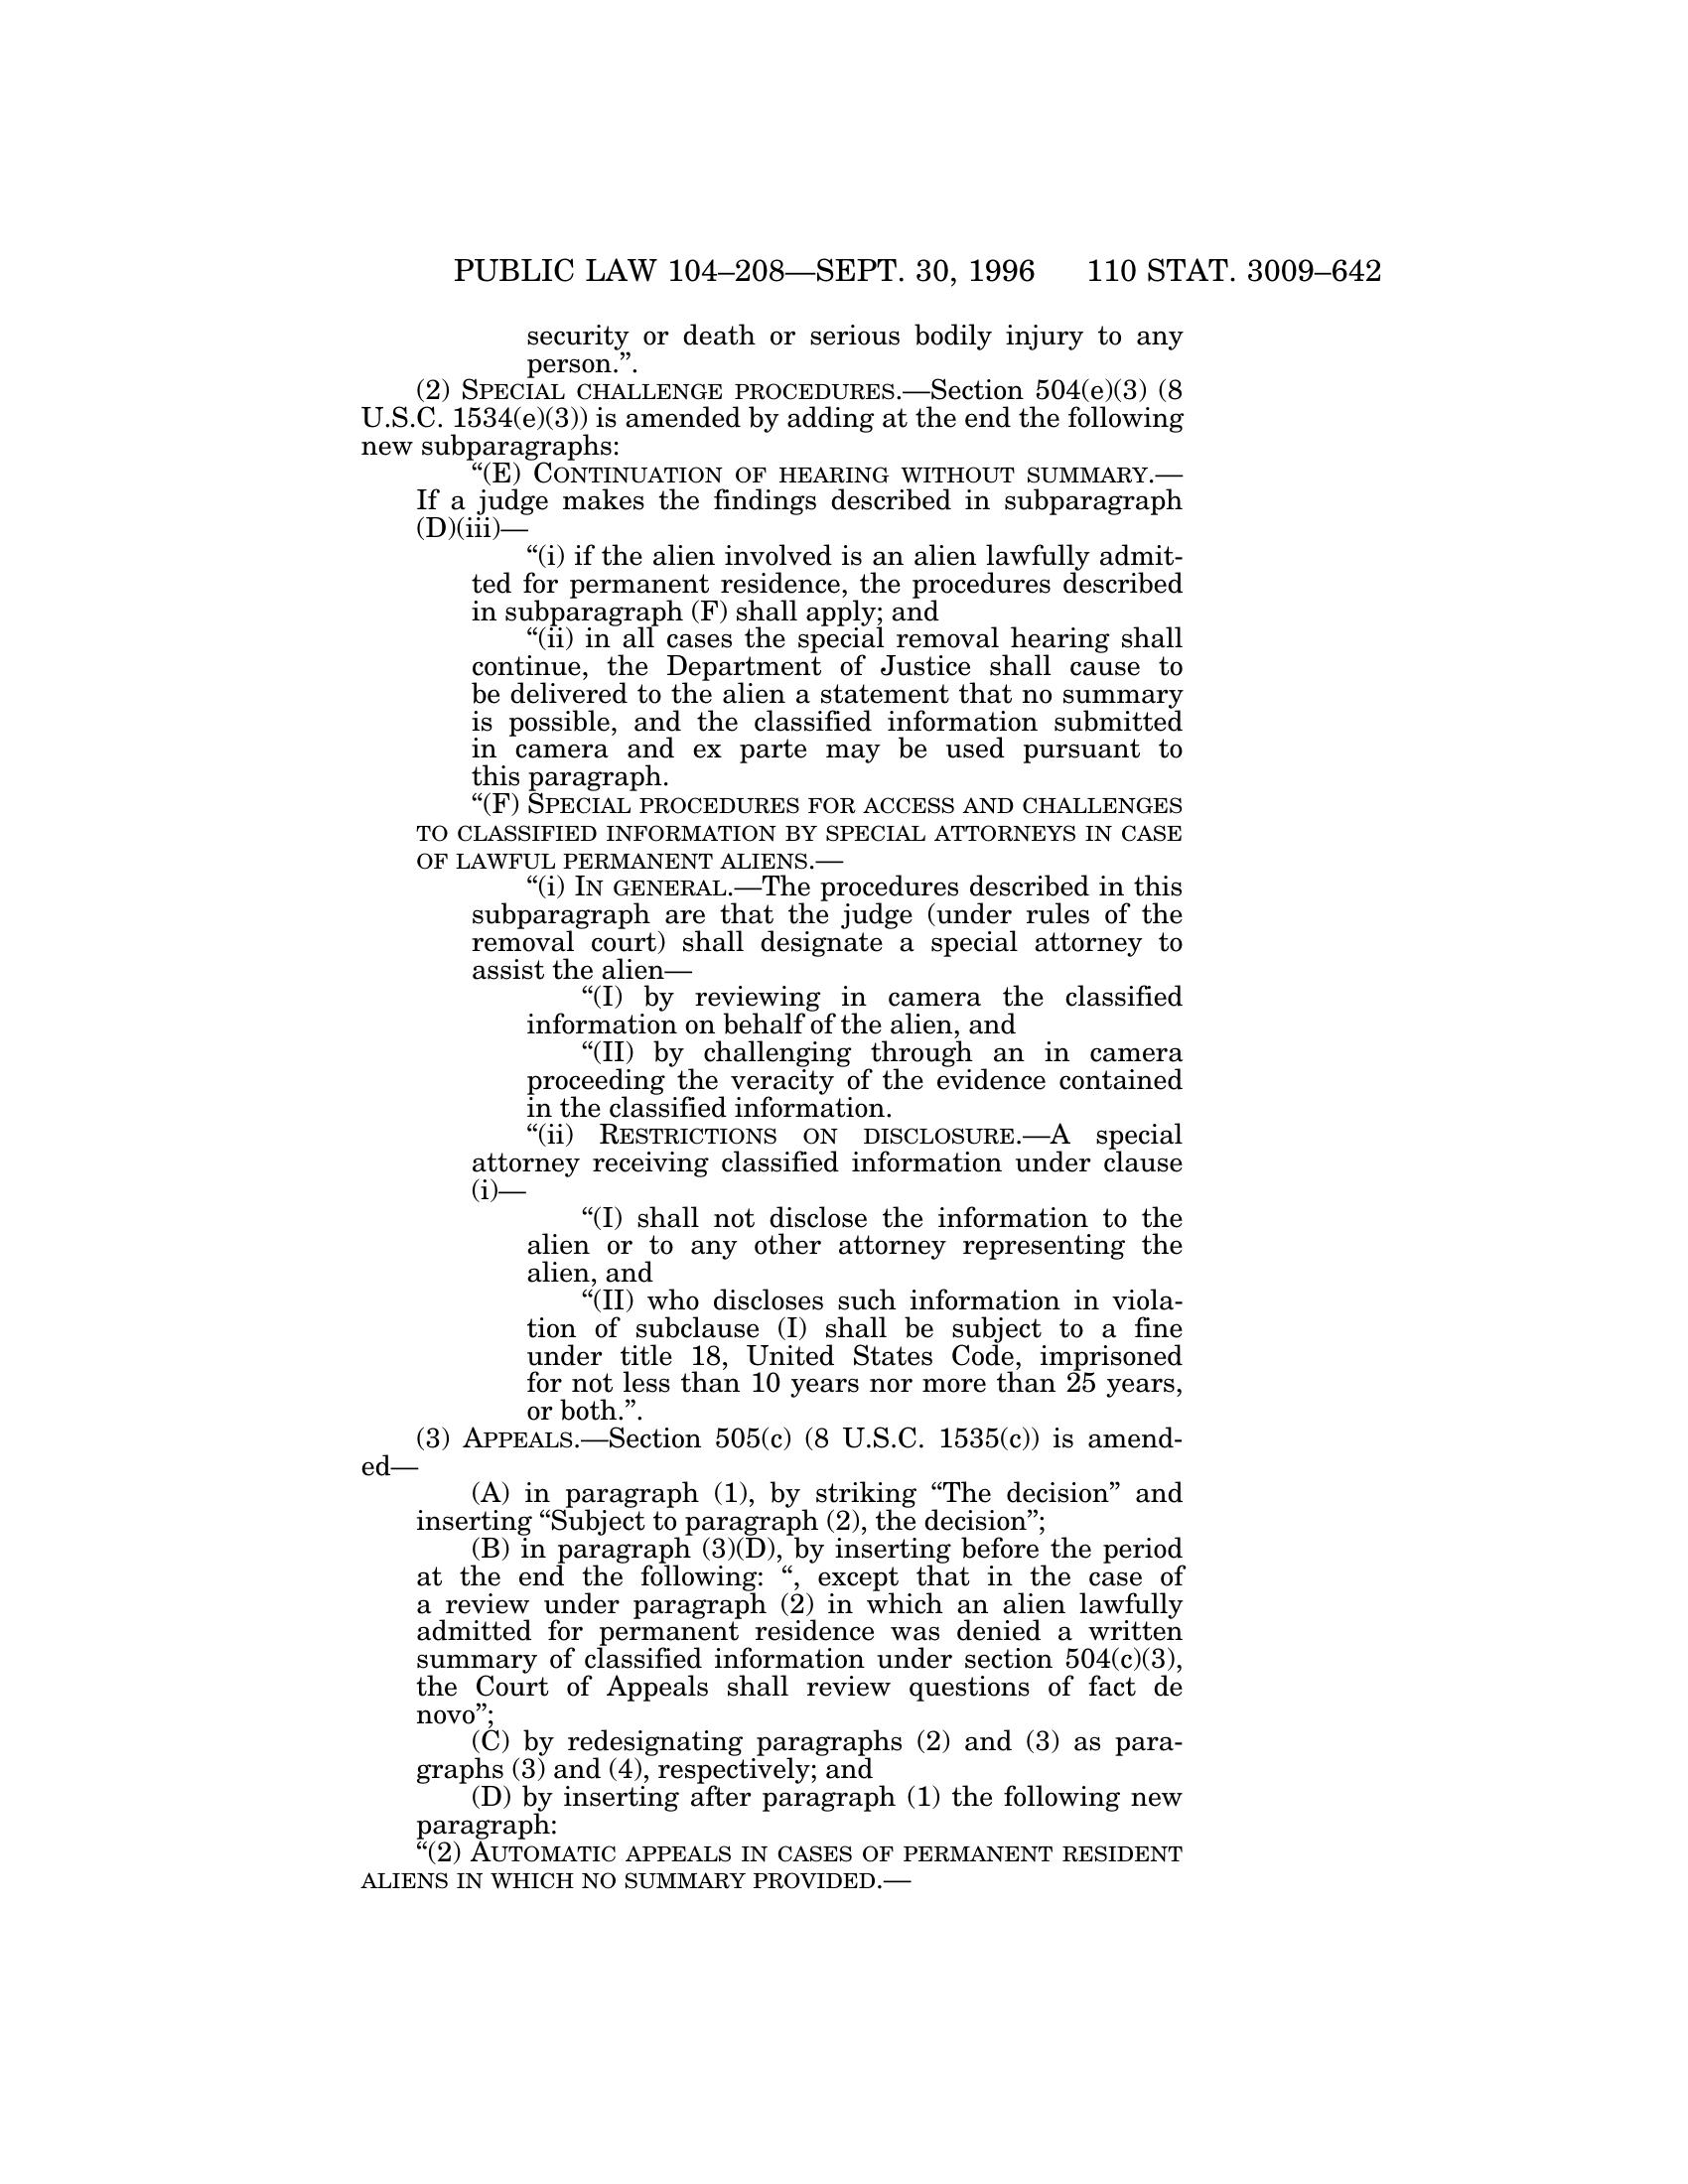 PUBLIC LAW 104–208—SEPT. 30, 1996 110 STAT. 3009–642
security or death or serious bodily injury to any
person.”.
(2) SPECIAL CHALLENGE PROCEDURES.—Section 504(e)(3) (8
U.S.C. 1534(e)(3)) is amended by adding at the end the following
new subparagraphs:
“(E) CONTINUATION OF HEARING WITHOUT SUMMARY.—
If a judge makes the findings described in subparagraph
(D)(iii)—
“(i) if the alien involved is an alien lawfully admit-
ted for permanent residence, the procedures described
in subparagraph (F) shall apply; and
“(ii) in all cases the special removal hearing shall
continue, the Department of Justice shall cause to
be delivered to the alien a statement that no summary
is possible, and the classified information submitted
in camera and ex parte may be used pursuant to
this paragraph.
“(F) SPECIAL PROCEDURES FOR ACCESS AND CHALLENGES
TO CLASSIFIED INFORMATION BY SPECIAL ATTORNEYS IN CASE
OF LAWFUL PERMANENT ALIENS.—
“(i) IN GENERAL.—The procedures described in this
subparagraph are that the judge (under rules of the
removal court) shall designate a special attorney to
assist the alien—
“(I) by reviewing in camera the classified
information on behalf of the alien, and
“(II) by challenging through an in camera
proceeding the veracity of the evidence contained
in the classified information.
“(ii) RESTRICTIONS ON DISCLOSURE.—A special
attorney receiving classified information under clause
(i)—
“(I) shall not disclose the information to the
alien or to any other attorney representing the
alien, and
“(II) who discloses such information in viola-
tion of subclause (I) shall be subject to a fine
under title 18, United States Code, imprisoned
for not less than 10 years nor more than 25 years,
or both.”.
(3) APPEALS.—Section 505(c) (8 U.S.C. 1535(c)) is amend-
ed—
(A) in paragraph (1), by striking “The decision” and
inserting “Subject to paragraph (2), the decision”;
(B) in paragraph (3)(D), by inserting before the period
at the end the following: “, except that in the case of
a review under paragraph (2) in which an alien lawfully
admitted for permanent residence was denied a written
summary of classified information under section 504(c)(3),
the Court of Appeals shall review questions of fact de
novo”;
(C) by redesignating paragraphs (2) and (3) as para-
graphs (3) and (4), respectively; and
(D) by inserting after paragraph (1) the following new
paragraph:
“(2) AUTOMATIC APPEALS IN CASES OF PERMANENT RESIDENT
ALIENS IN WHICH NO SUMMARY PROVIDED.—